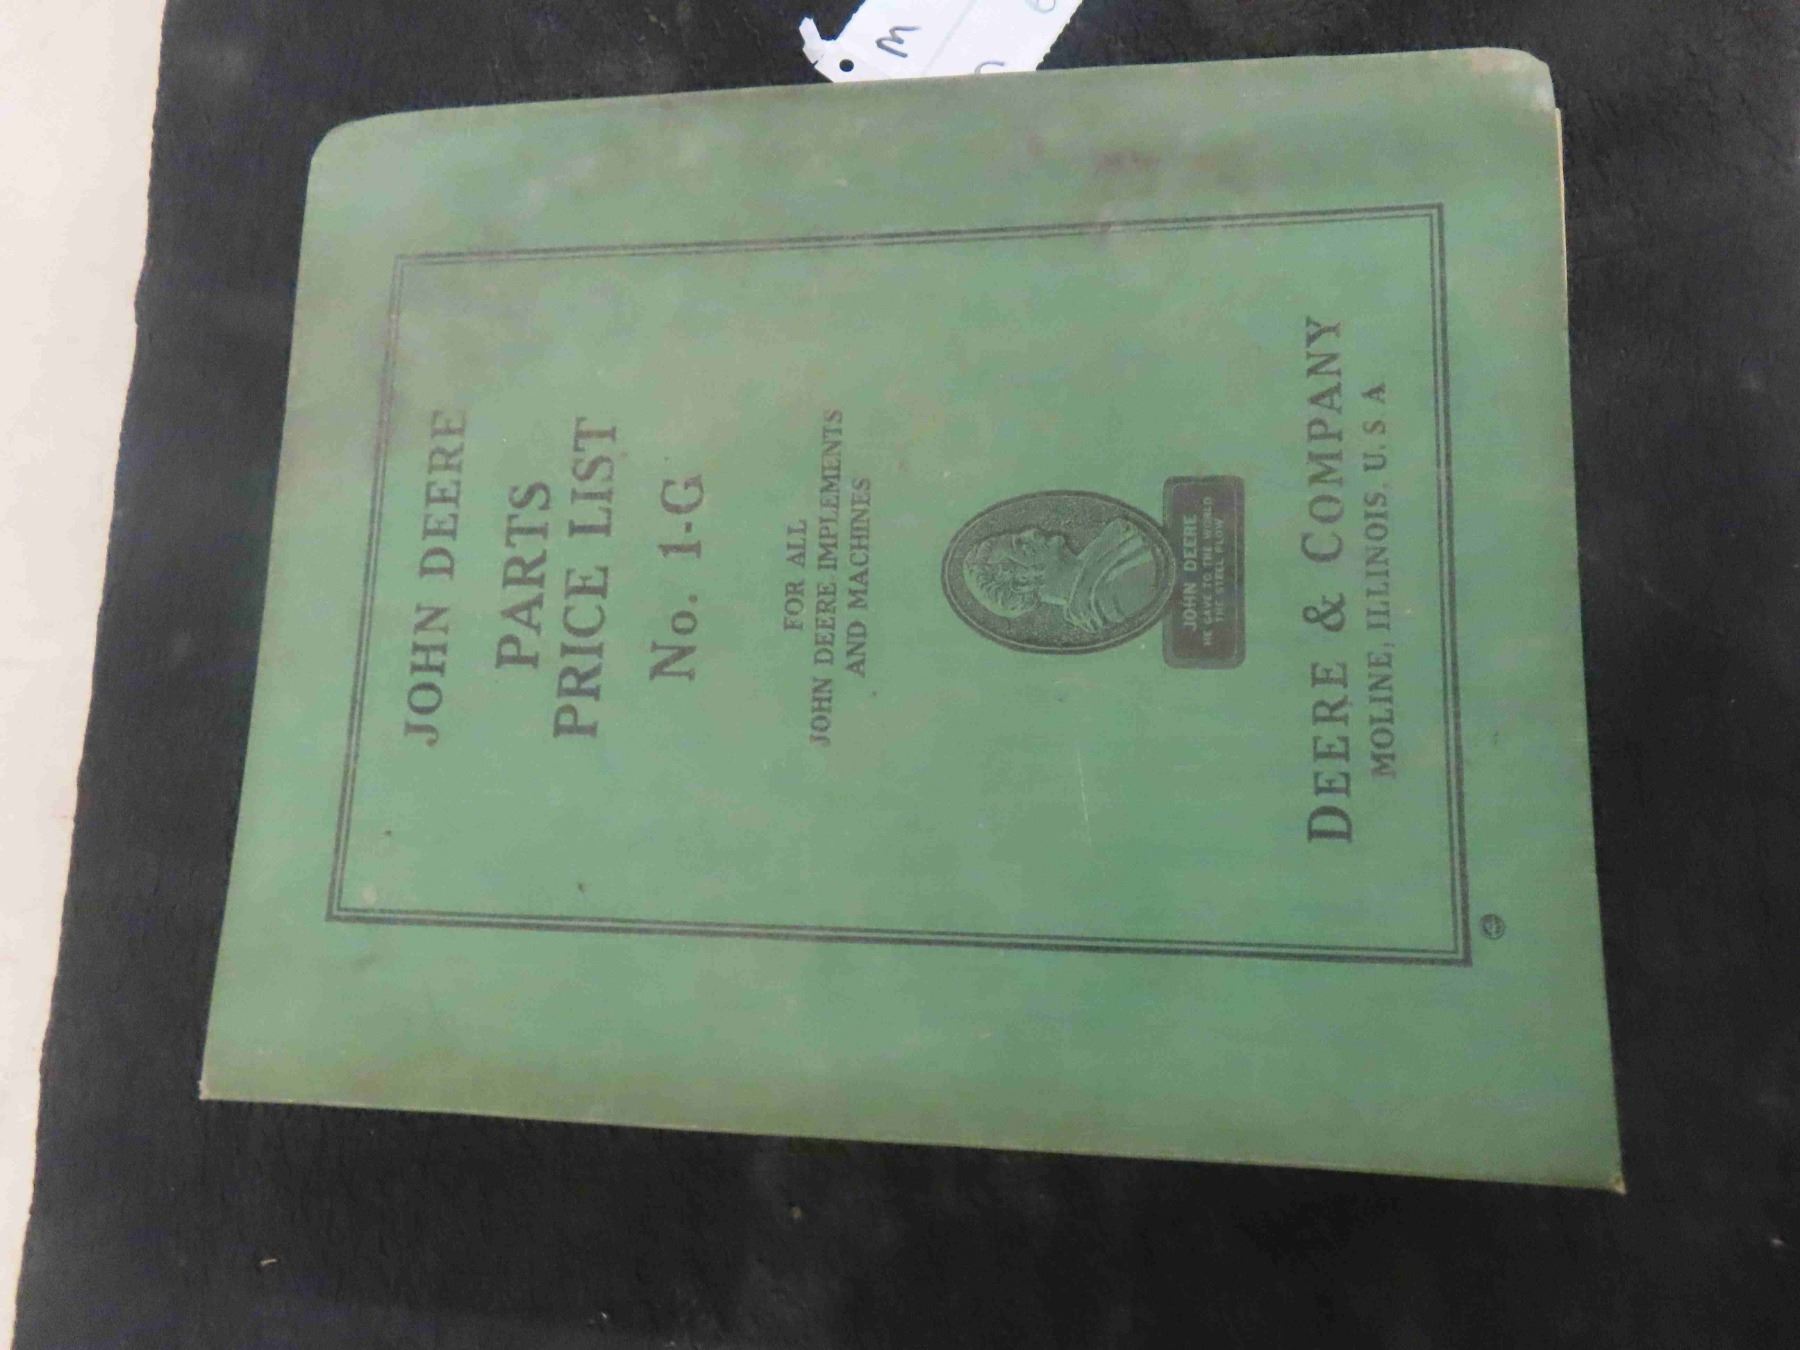 JOHN DEERE
PARTS
PRICE LIST
No. 1-G
FOR ALL
JOHN DEERE IMPLEMENTS
AND MACHINES
JOHN DEERE
HE GAVE TO THE WORLD
THE STEEL PLOW
DEERE & COMPANY
MOLINE, ILLINOIS, U.S.A